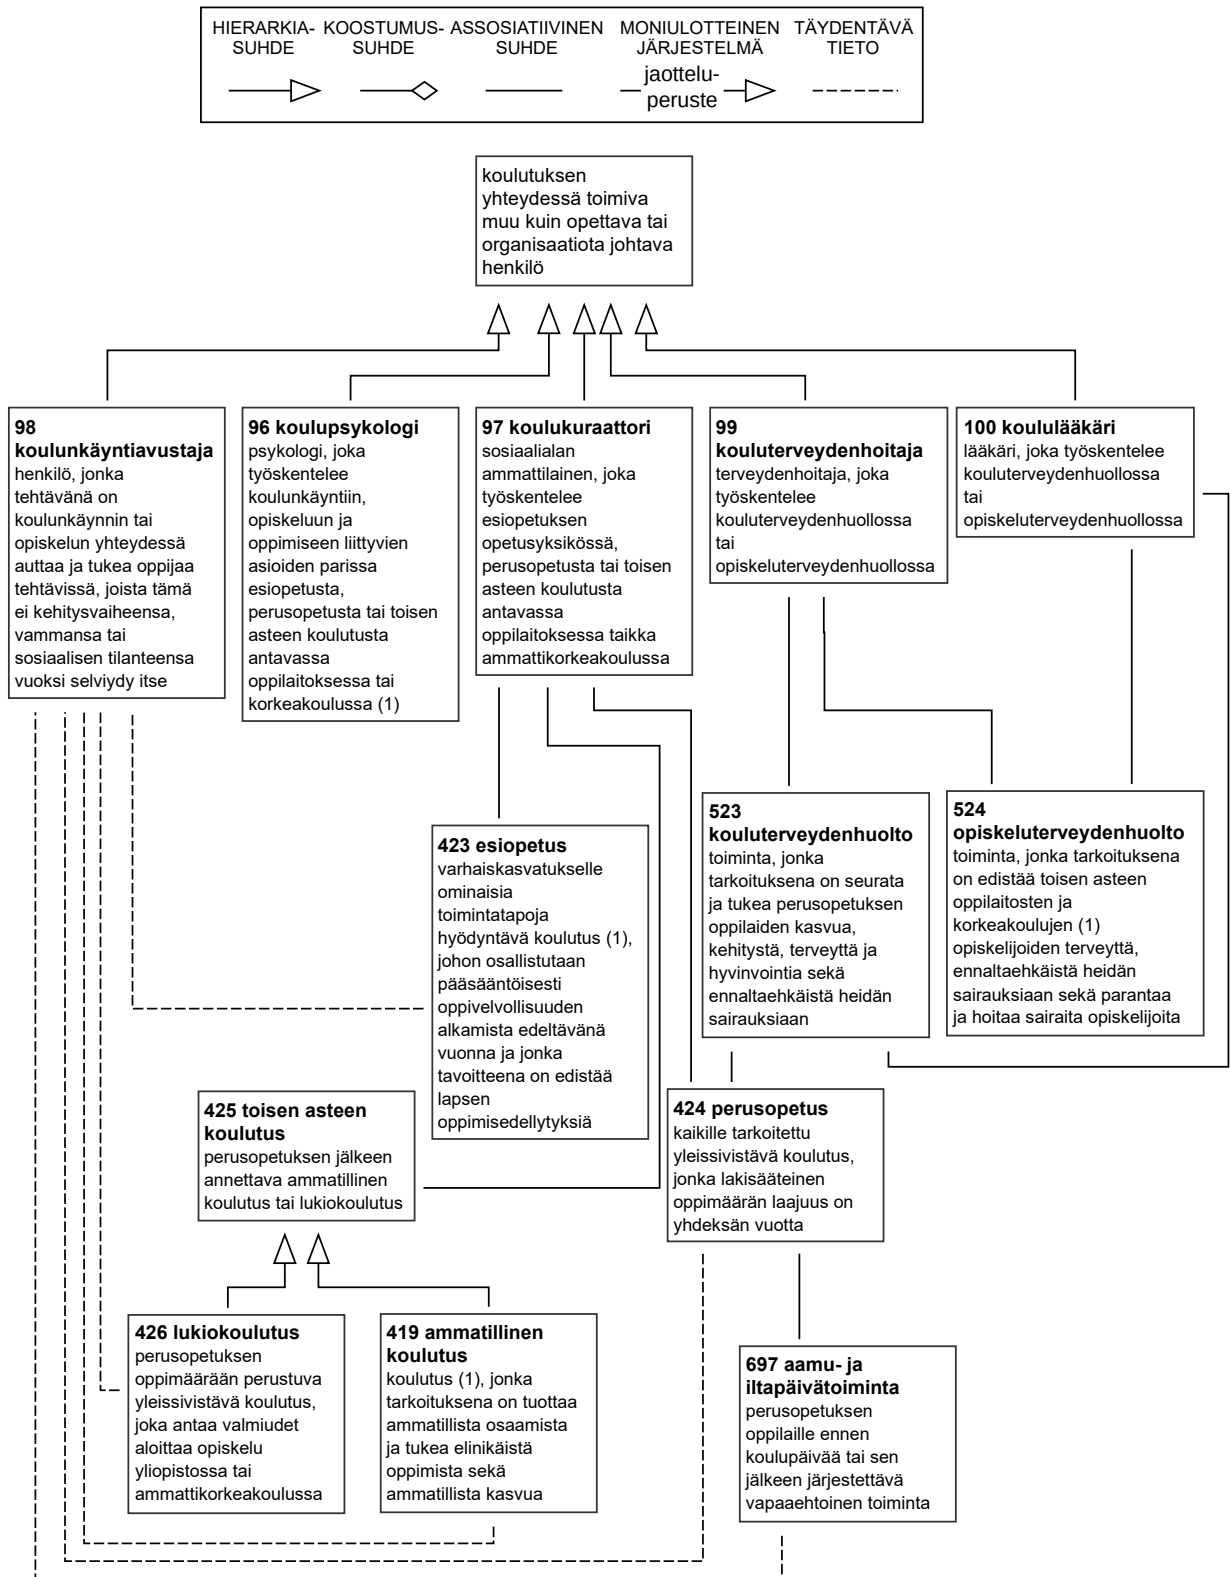 HIERARKIA-
SUHDE
KOOSTUMUS-
SUHDE
ASSOSIATIIVINEN
SUHDE
MONIULOTTEINEN
JÄRJESTELMÄ
jaottelu-
peruste
TÄYDENTÄVÄ
TIETO
koulutuksen
yhteydessä toimiva
muu kuin opettava tai
organisaatiota johtava
henkilö
98
koulunkäyntiavustaja
henkilö, jonka
tehtävänä on
koulunkäynnin tai
opiskelun yhteydessä
auttaa ja tukea oppijaa
tehtävissä, joista tämä
ei kehitysvaiheensa,
vammansa tai
sosiaalisen tilanteensa
vuoksi selviydy itse
96 koulupsykologi
psykologi, joka
työskentelee
koulunkäyntiin,
opiskeluun ja
oppimiseen liittyvien
asioiden parissa
esiopetusta,
perusopetusta tai toisen
asteen koulutusta
antavassa
oppilaitoksessa tai
korkeakoulussa (1)
97 koulukuraattori
sosiaalialan
ammattilainen, joka
työskentelee
esiopetuksen
opetusyksikössä,
perusopetusta tai toisen
asteen koulutusta
antavassa
oppilaitoksessa taikka
ammattikorkeakoulussa
99
kouluterveydenhoitaja
terveydenhoitaja, joka
työskentelee
kouluterveydenhuollossa
tai
opiskeluterveydenhuollossa
100 koululääkäri
lääkäri, joka työskentelee
kouluterveydenhuollossa
tai
opiskeluterveydenhuollossa
423 esiopetus
varhaiskasvatukselle
ominaisia
toimintatapoja
hyödyntävä koulutus (1),
johon osallistutaan
pääsääntöisesti
oppivelvollisuuden
alkamista edeltävänä
vuonna ja jonka
tavoitteena on edistää
lapsen
oppimisedellytyksiä
523
kouluterveydenhuolto
toiminta, jonka
tarkoituksena on seurata
ja tukea perusopetuksen
oppilaiden kasvua,
kehitystä, terveyttä ja
hyvinvointia sekä
ennaltaehkäistä heidän
sairauksiaan
524
opiskeluterveydenhuolto
toiminta, jonka tarkoituksena
on edistää toisen asteen
oppilaitosten ja
korkeakoulujen (1)
opiskelijoiden terveyttä,
ennaltaehkäistä heidän
sairauksiaan sekä parantaa
ja hoitaa sairaita opiskelijoita
425 toisen asteen
koulutus
perusopetuksen jälkeen
annettava ammatillinen
koulutus tai lukiokoulutus
424 perusopetus
kaikille tarkoitettu
yleissivistävä koulutus,
jonka lakisääteinen
oppimäärän laajuus on
yhdeksän vuotta
426 lukiokoulutus
perusopetuksen
oppimäärään perustuva
yleissivistävä koulutus,
joka antaa valmiudet
aloittaa opiskelu
yliopistossa tai
ammattikorkeakoulussa
419 ammatillinen
koulutus
koulutus (1), jonka
tarkoituksena on tuottaa
ammatillista osaamista
ja tukea elinikäistä
oppimista sekä
ammatillista kasvua
697 aamu- ja
iltapäivätoiminta
perusopetuksen
oppilaille ennen
koulupäivää tai sen
jälkeen järjestettävä
vapaaehtoinen toiminta